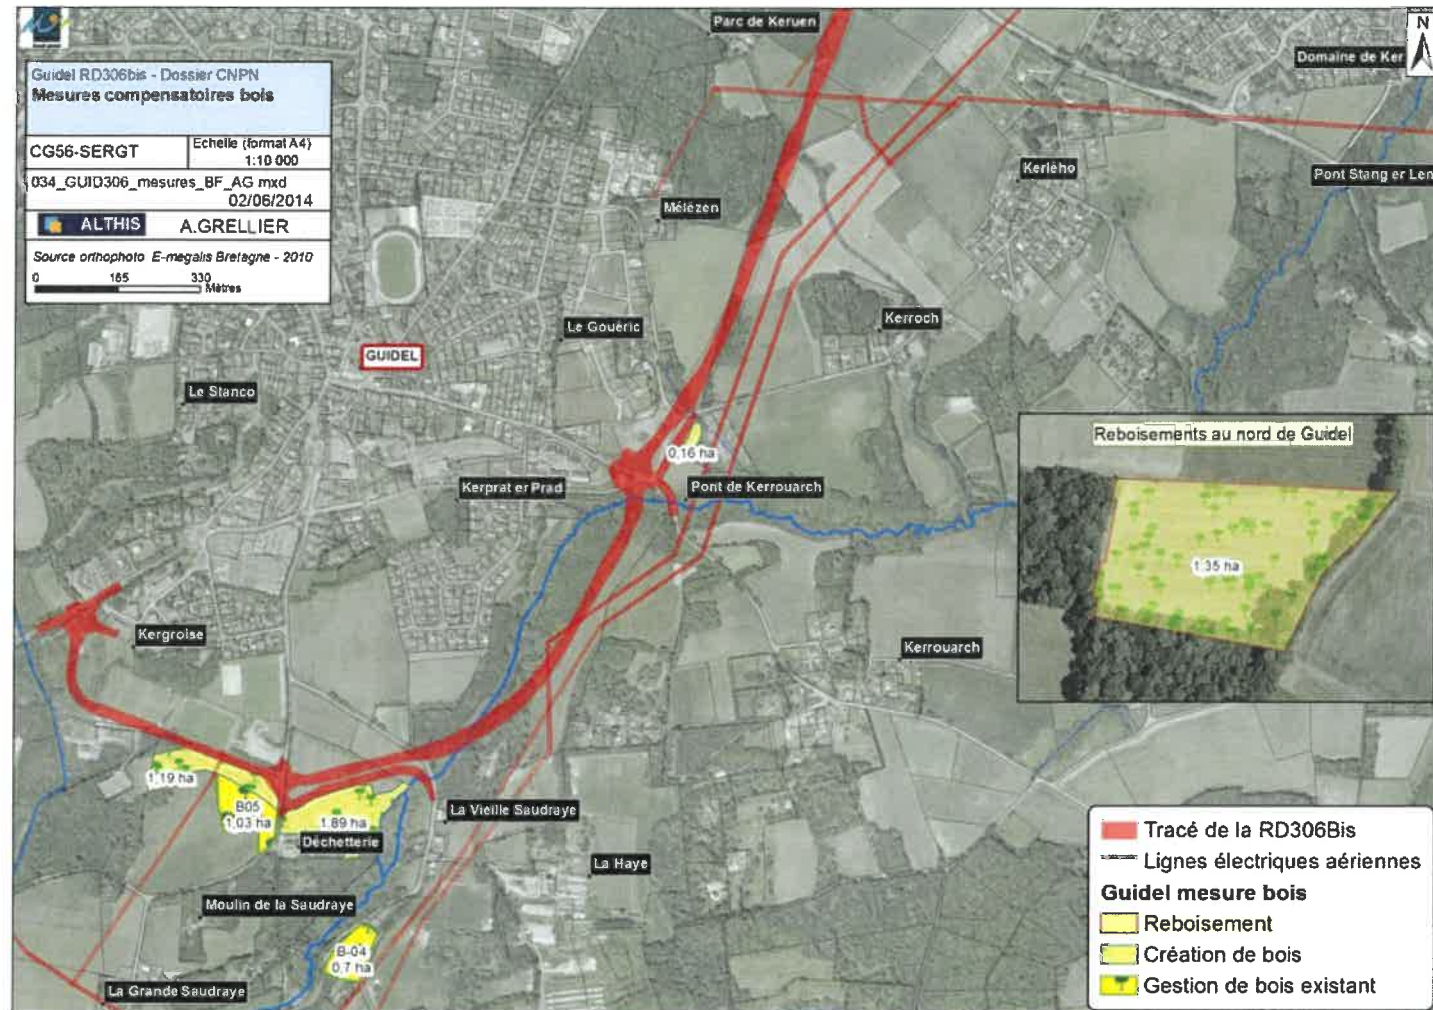 Guidel RD306bis - Dossier CNPN
Mesures compensatoires bois
CG56-SERGT
Echelle (format A4)
1:10 000
034_GUID306_mesures_BF_AG mxd
02/06/2014
ALTHIS
A.GRELLIER
Source orthophoto E-megalis Bretagne - 2010
0 165 330
Mètres
N
Parc de Keruen
Domaine de Ker
Kerlého
Pont Stang er Len
Mélézen
Le Gouéric
Kerroch
GUIDEL
Le Stanco
Reboisements au nord de Guidel
0,16 ha
Kerprat er Prad
Pont de Kerrouarch
1,35 ha
Kergroise
Kerrouarch
1,19 ha
B05
1,03 ha
1.89 ha
La Vieille Saudraye
Déchetterie
La Haye
Moulin de la Saudraye
B-04
0,7 ha
La Grande Saudraye
Tracé de la RD306Bis
Lignes électriques aériennes
Guidel mesure bois
Reboisement
Création de bois
Gestion de bois existant